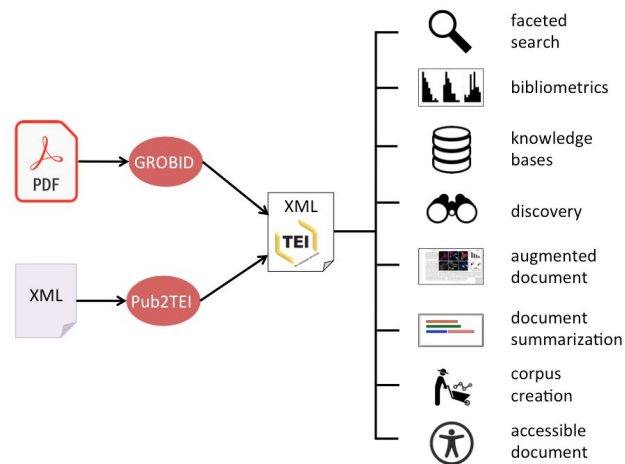 PDF
GROBID
XML
Pub2TEI
XML
TEI
faceted
search
bibliometrics
knowledge
bases
discovery
augmented
document
document
summarization
corpus
creation
accessible
document